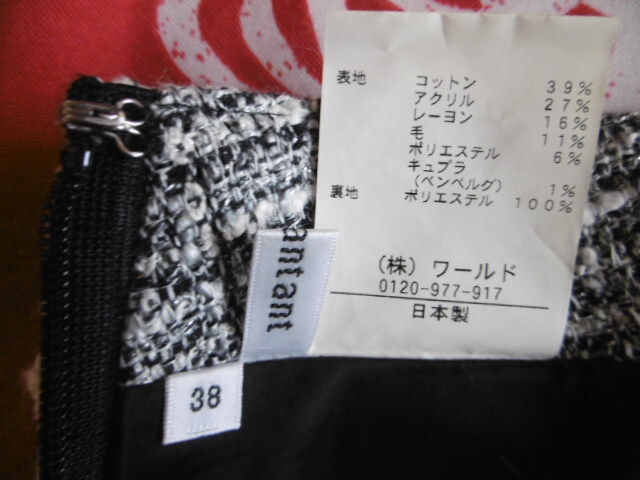 表地 コットン 39%
アクリル 27%
レーヨン 16%
毛 11%
ポリエステル 6%
キュプラ
(ベンベルグ) 1%
裏地 ポリエステル 100%
(株) ワールド
0120-977-917
日本製
antant
38